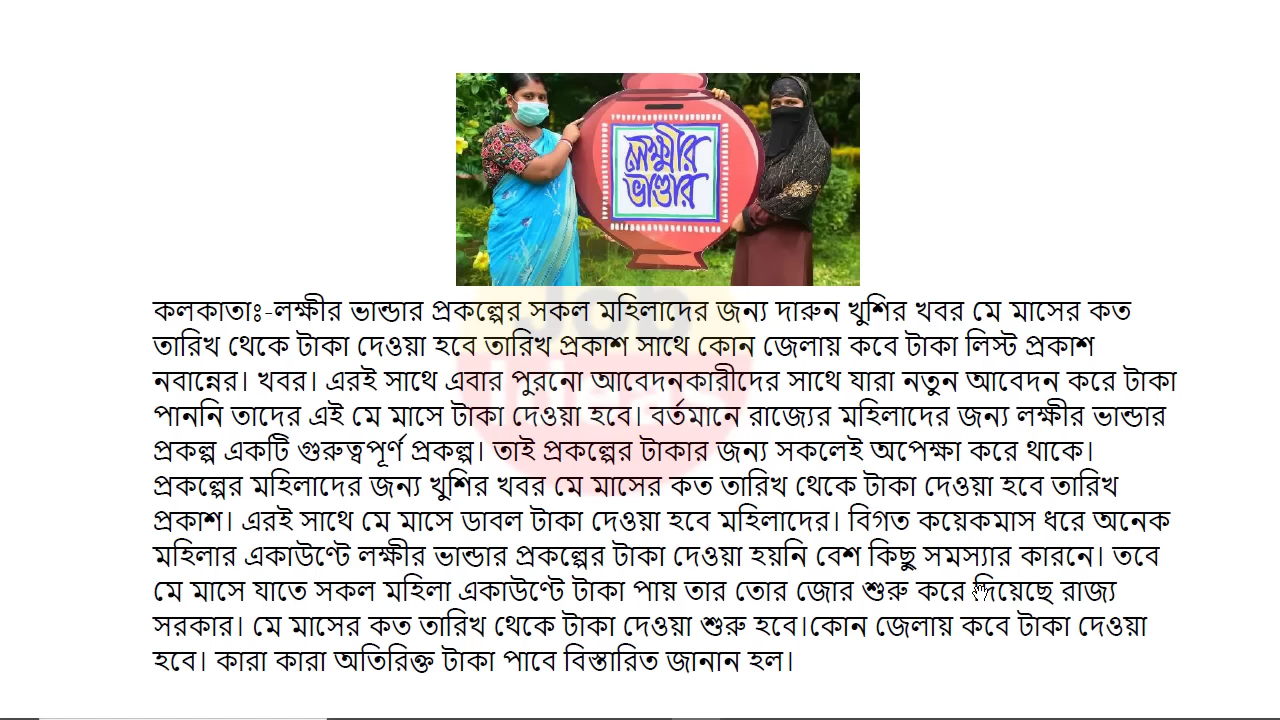 লক্ষ্মীর
ভাণ্ডার
কলকাতাঃ-লক্ষীর ভান্ডার প্রকল্পের সকল মহিলাদের জন্য দারুন খুশির খবর মে মাসের কত
তারিখ থেকে টাকা দেওয়া হবে তারিখ প্রকাশ সাথে কোন জেলায় কবে টাকা লিস্ট প্রকাশ
নবান্নের। খবর। এরই সাথে এবার পুরনো আবেদনকারীদের সাথে যারা নতুন আবেদন করে টাকা
পাননি তাদের এই মে মাসে টাকা দেওয়া হবে। বর্তমানে রাজ্যের মহিলাদের জন্য লক্ষীর ভান্ডার
প্রকল্প একটি গুরুত্বপূর্ণ প্রকল্প। তাই প্রকল্পের টাকার জন্য সকলেই অপেক্ষা করে থাকে।
প্রকল্পের মহিলাদের জন্য খুশির খবর মে মাসের কত তারিখ থেকে টাকা দেওয়া হবে তারিখ
প্রকাশ। এরই সাথে মে মাসে ডাবল টাকা দেওয়া হবে মহিলাদের। বিগত কয়েকমাস ধরে অনেক
মহিলার একাউণ্টে লক্ষীর ভান্ডার প্রকল্পের টাকা দেওয়া হয়নি বেশ কিছু সমস্যার কারনে। তবে
মে মাসে যাতে সকল মহিলা একাউণ্টে টাকা পায় তার তোর জোর শুরু করে দিয়েছে রাজ্য
সরকার। মে মাসের কত তারিখ থেকে টাকা দেওয়া শুরু হবে।কোন জেলায় কবে টাকা দেওয়া
হবে। কারা কারা অতিরিক্ত টাকা পাবে বিস্তারিত জানান হল।
Job
Ideas